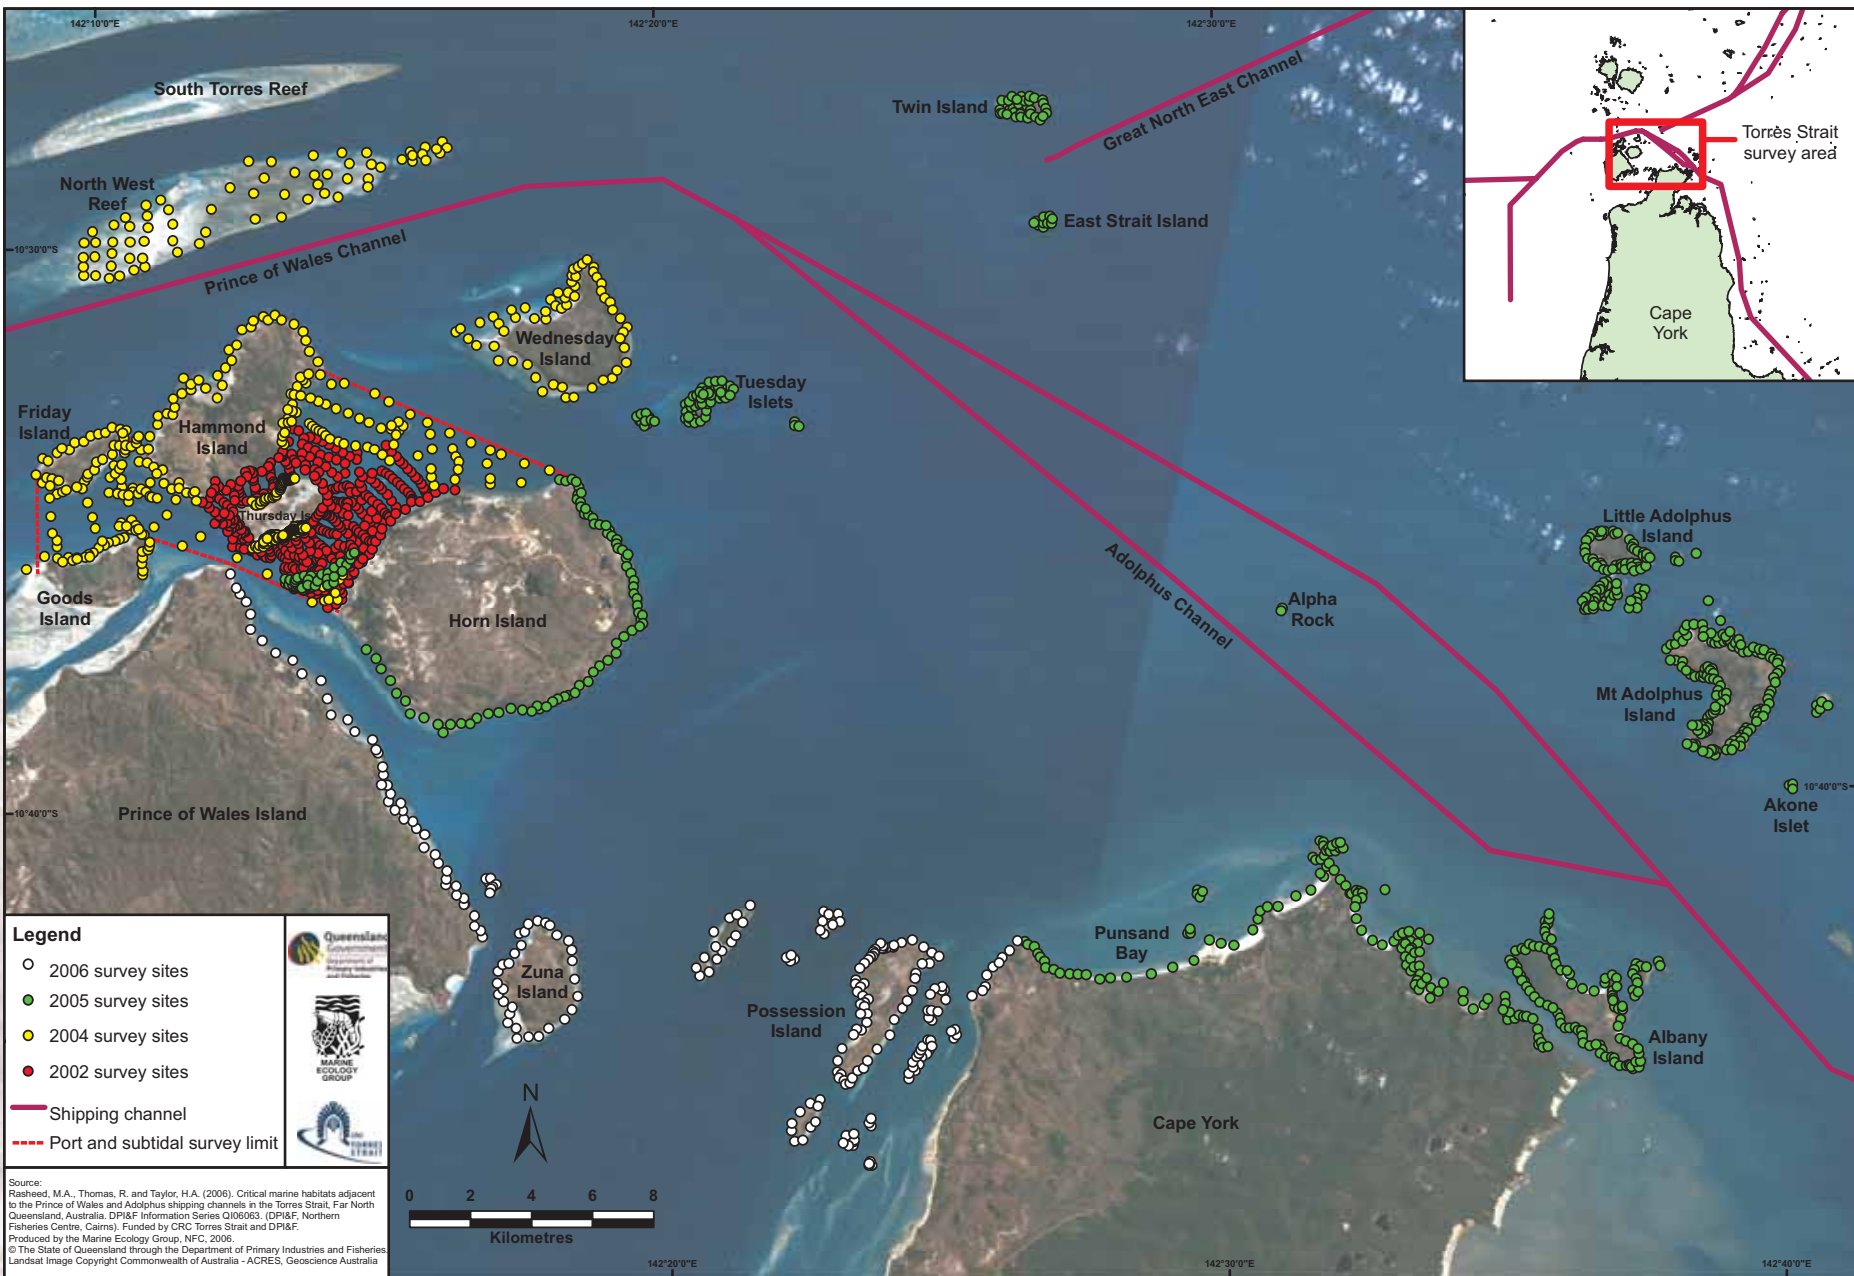 142°10'0"E
142°20'0"E
142°30'0"E
South Torres Reef
Twin Island
Great North East Channel
Torres Strait
survey area
North West
Reef
East Strait Island
10°30'0"S
Prince of Wales Channel
Cape
York
Wednesday
Island
Tuesday
Islets
Friday
Island
Hammond
Island
Thursday Is
Little Adolphus
Island
Adolphus Channel
Alpha
Rock
Goods
Island
Horn Island
Mt Adolphus
Island
10°40'0"S
Akone
Islet
Prince of Wales Island
10°40'0"S
Punsand
Bay
Zuna
Island
Possession
Island
Albany
Island
Cape York
Legend
2006 survey sites
2005 survey sites
2004 survey sites
2002 survey sites
Shipping channel
Port and subtidal survey limit
Queensland
Government
MARINE
ECOLOGY
GROUP
TORRES
STRAIT
N
0 2 4 6 8
Kilometres
Source:
Rasheed, M.A., Thomas, R. and Taylor, H.A. (2006). Critical marine habitats adjacent
to the Prince of Wales and Adolphus shipping channels in the Torres Strait, Far North
Queensland, Australia. DPI&F Information Series QI06063. (DPI&F, Northern
Fisheries Centre, Cairns). Funded by CRC Torres Strait and DPI&F.
Produced by the Marine Ecology Group, NFC, 2006.
© The State of Queensland through the Department of Primary Industries and Fisheries.
Landsat Image Copyright Commonwealth of Australia - ACRES, Geoscience Australia
142°20'0"E
142°30'0"E
142°40'0"E